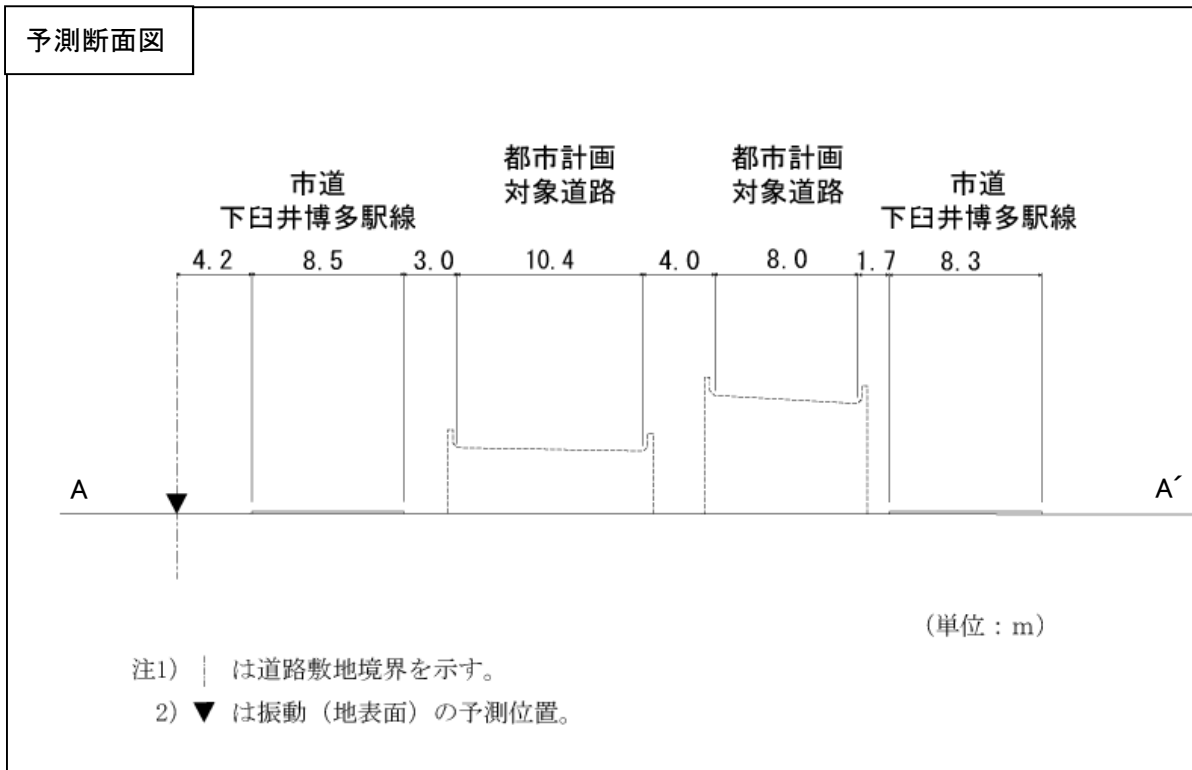 予測断面図
都市計画
対象道路
都市計画
対象道路
市道
下臼井博多駅線
市道
下臼井博多駅線
4.2 8.5 3.0 10.4 4.0 8.0 1.7 8.3
A
A´
(単位：m)
注1) ┆ は道路敷地境界を示す。
2) ▼ は振動（地表面）の予測位置。